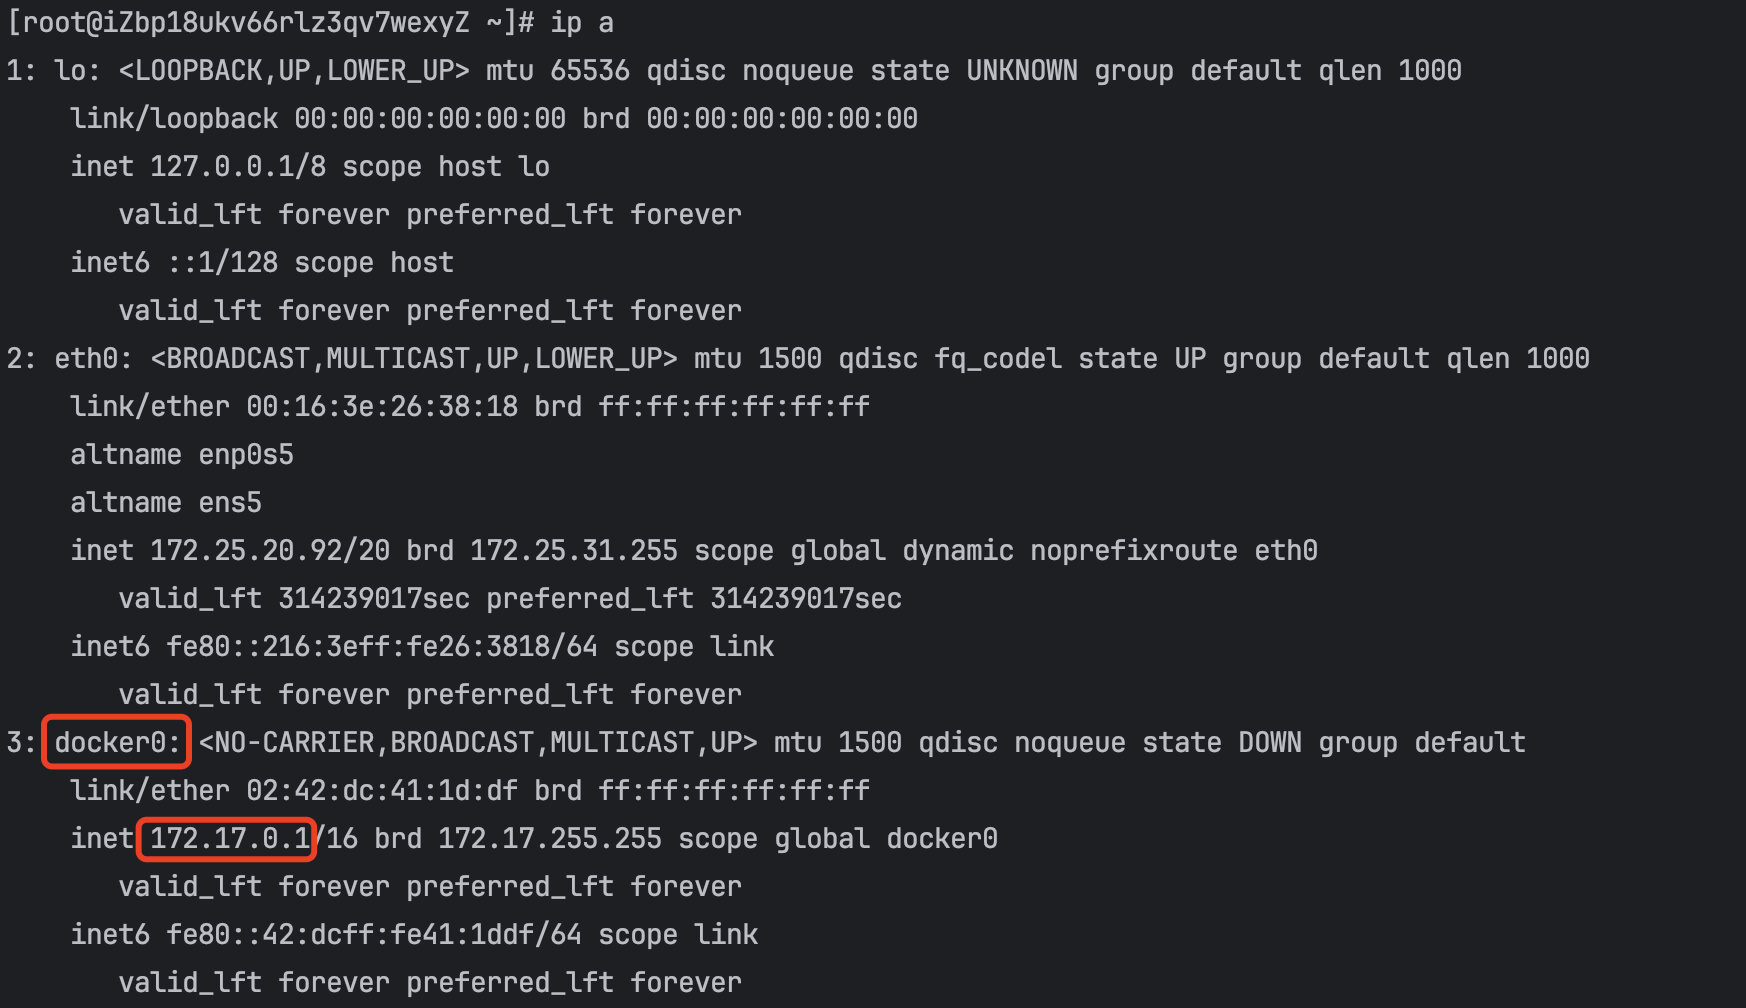 [root@iZbp18ukv66rlz3qv7wexyZ ~]# ip a
1: lo: <LOOPBACK,UP,LOWER_UP> mtu 65536 qdisc noqueue state UNKNOWN group default qlen 1000
    link/loopback 00:00:00:00:00:00 brd 00:00:00:00:00:00
    inet 127.0.0.1/8 scope host lo
       valid_lft forever preferred_lft forever
    inet6 ::1/128 scope host
       valid_lft forever preferred_lft forever
2: eth0: <BROADCAST,MULTICAST,UP,LOWER_UP> mtu 1500 qdisc fq_codel state UP group default qlen 1000
    link/ether 00:16:3e:26:38:18 brd ff:ff:ff:ff:ff:ff
    altname enp0s5
    altname ens5
    inet 172.25.20.92/20 brd 172.25.31.255 scope global dynamic noprefixroute eth0
       valid_lft 314239017sec preferred_lft 314239017sec
    inet6 fe80::216:3eff:fe26:3818/64 scope link
       valid_lft forever preferred_lft forever
3: docker0: <NO-CARRIER,BROADCAST,MULTICAST,UP> mtu 1500 qdisc noqueue state DOWN group default
    link/ether 02:42:dc:41:1d:df brd ff:ff:ff:ff:ff:ff
    inet 172.17.0.1/16 brd 172.17.255.255 scope global docker0
       valid_lft forever preferred_lft forever
    inet6 fe80::42:dcff:fe41:1ddf/64 scope link
       valid_lft forever preferred_lft forever